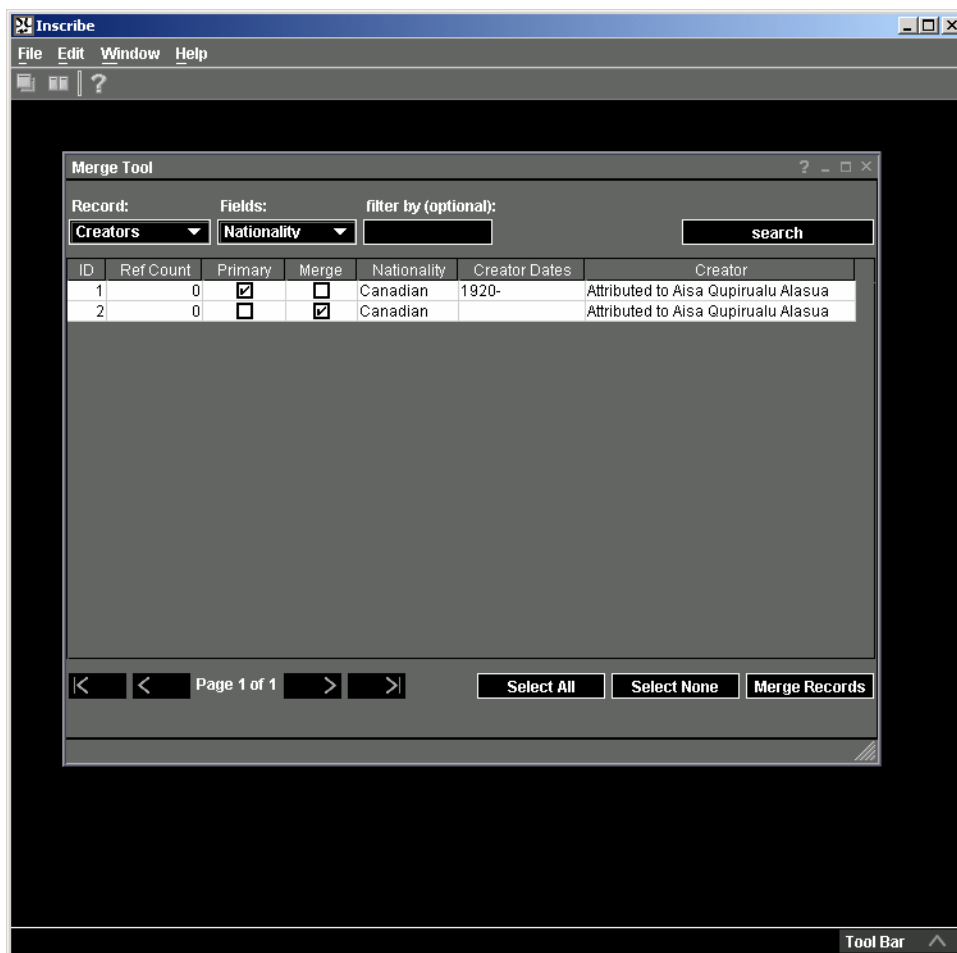 Inscribe
File Edit Window Help
?
Merge Tool ?
Record: Fields: filter by (optional):
Creators Nationality search
ID Ref Count Primary Merge Nationality Creator Dates Creator
1 0 Canadian 1920- Attributed to Aisa Qupirualu Alasua
2 0 Canadian Attributed to Aisa Qupirualu Alasua
Page 1 of 1 Select All Select None Merge Records
Tool Bar